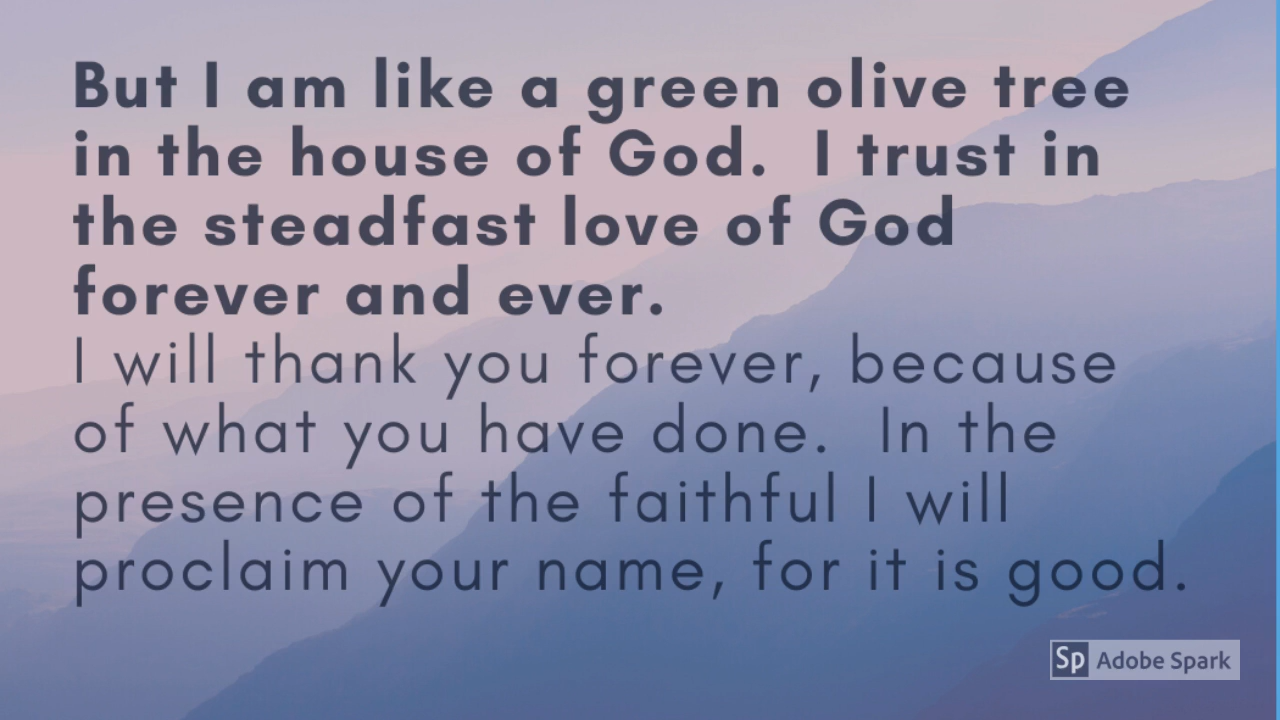 But I am like a green olive tree
in the house of God.  I trust in
the steadfast love of God
forever and ever.
I will thank you forever, because
of what you have done.  In the
presence of the faithful I will
proclaim your name, for it is good.
Sp Adobe Spark